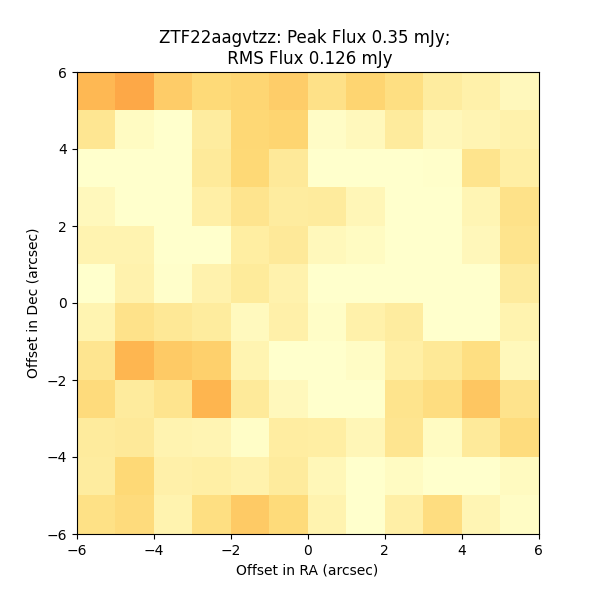 ZTF22aagvtzz: Peak Flux 0.35 mJy;
RMS Flux 0.126 mJy
6
4
2
0
−2
−4
−6
Offset in Dec (arcsec)
−6 −4 −2 0 2 4 6
Offset in RA (arcsec)